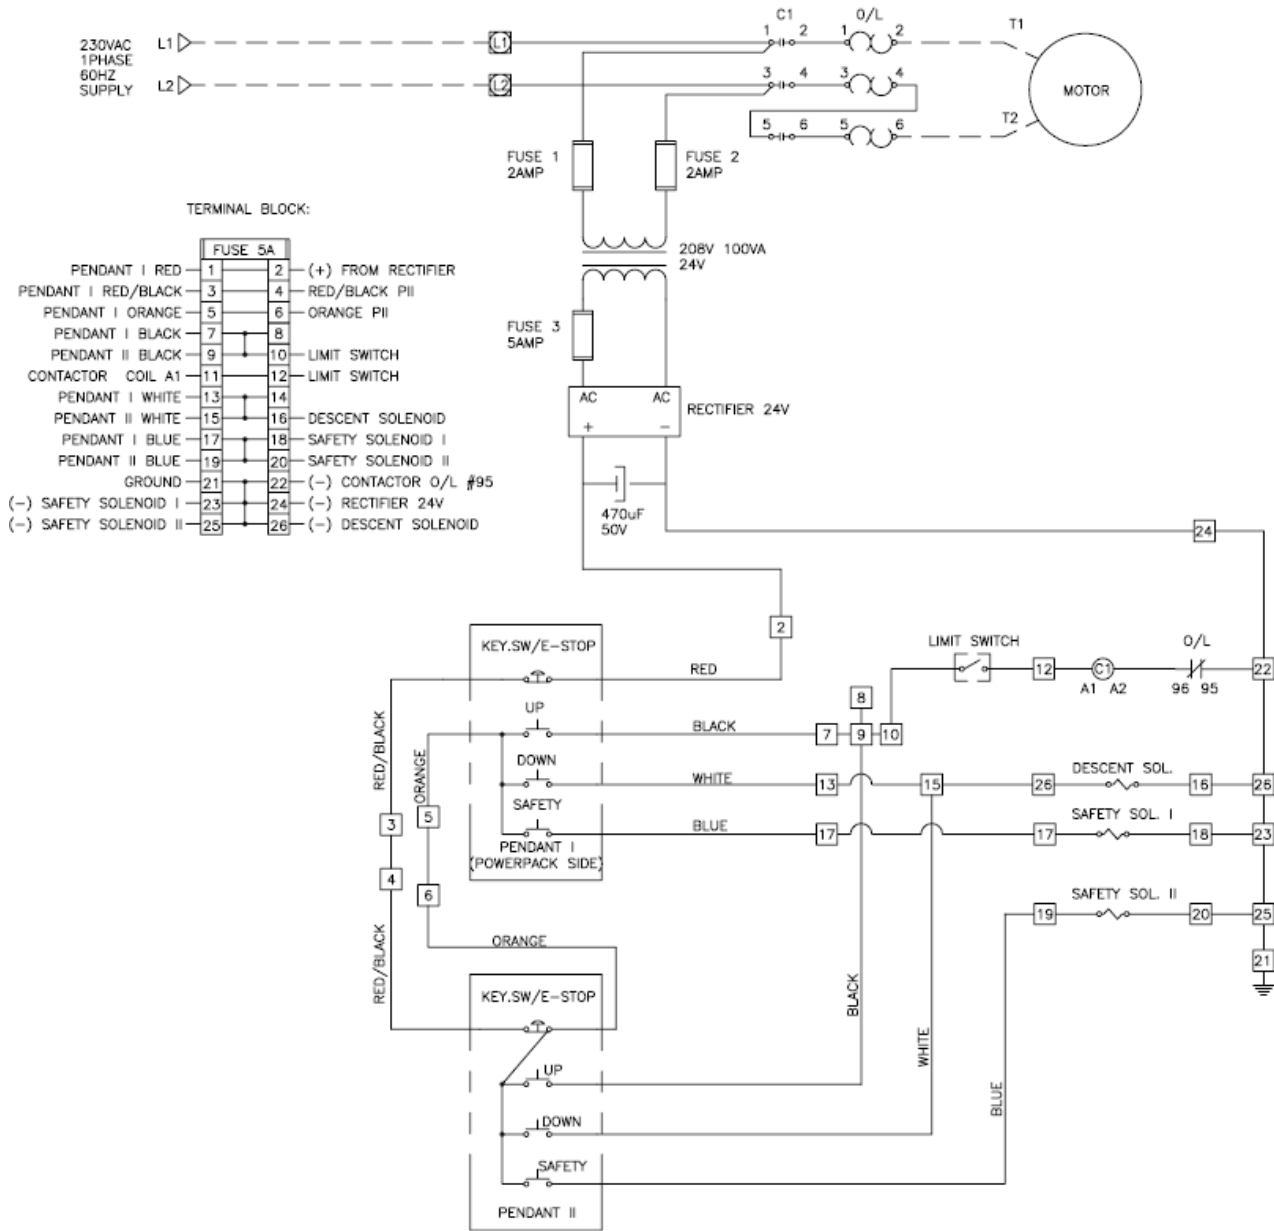 C1 O/L T1
230VAC L1 L1 1 2 1 2
1PHASE
60HZ
SUPPLY L2 L2 3 4 3 4
MOTOR
5 6 5 6 T2
FUSE 1
2AMP
FUSE 2
2AMP
208V 100VA
24V
FUSE 3
5AMP
AC AC
+ -
RECTIFIER 24V
470uF
50V
TERMINAL BLOCK:
FUSE 5A
PENDANT I RED 1 2 (+) FROM RECTIFIER
PENDANT I RED/BLACK 3 4 RED/BLACK PII
PENDANT I ORANGE 5 6 ORANGE PII
PENDANT I BLACK 7 8
PENDANT II BLACK 9 10 LIMIT SWITCH
CONTACTOR COIL A1 11 12 LIMIT SWITCH
PENDANT I WHITE 13 14
PENDANT II WHITE 15 16 DESCENT SOLENOID
PENDANT I BLUE 17 18 SAFETY SOLENOID I
PENDANT II BLUE 19 20 SAFETY SOLENOID II
GROUND 21 22 (-) CONTACTOR O/L #95
(-) SAFETY SOLENOID I 23 24 (-) RECTIFIER 24V
(-) SAFETY SOLENOID II 25 26 (-) DESCENT SOLENOID
24
2
KEY.SW/E-STOP
RED
LIMIT SWITCH
O/L
12 C1 22
A1 A2 96 95
8
UP
BLACK
7 9 10
DOWN
WHITE
13 15 26
DESCENT SOL.
16 26
SAFETY
BLUE
17 17
SAFETY SOL. I
18 23
PENDANT I
(POWERPACK SIDE)
RED/BLACK
ORANGE
3
4
5
6
RED/BLACK
ORANGE
SAFETY SOL. II
19 20 25
21
KEY.SW/E-STOP
UP
DOWN
SAFETY
PENDANT II
BLACK
WHITE
BLUE